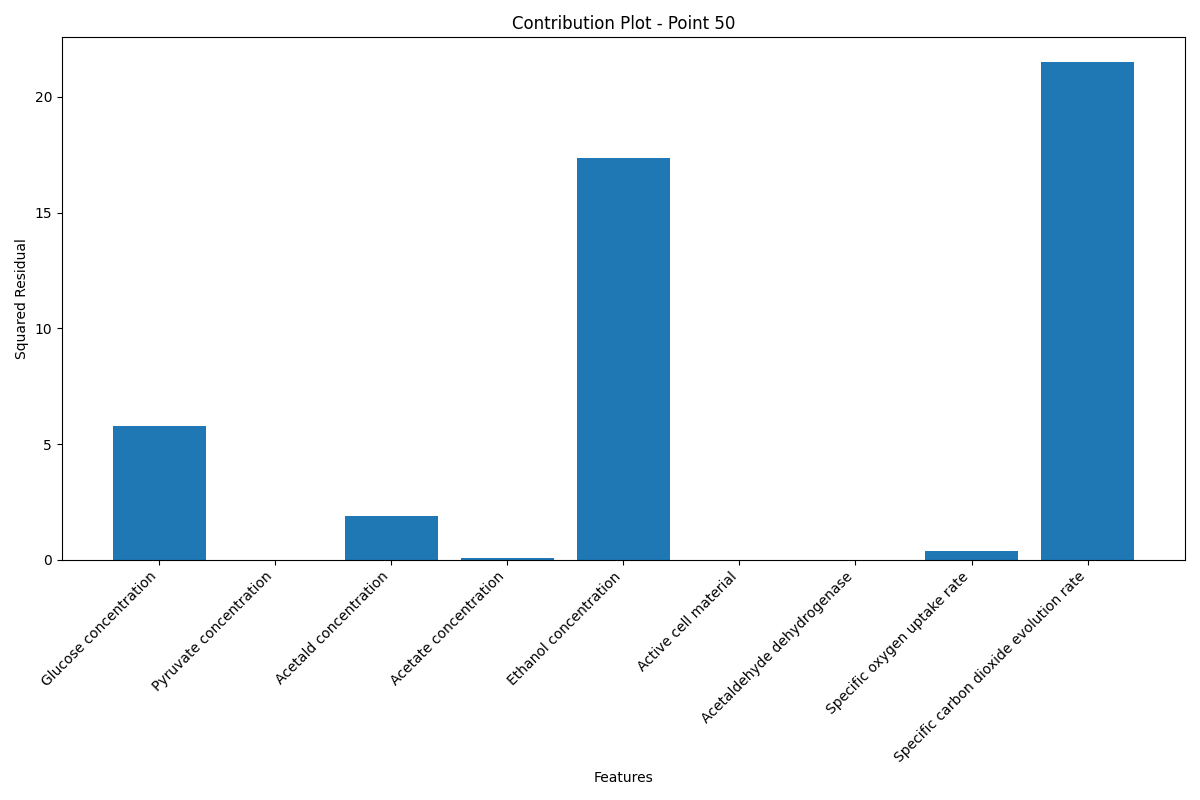 Contribution Plot - Point 50
Squared Residual
20
15
10
5
0
Glucose concentration
Pyruvate concentration
Acetald concentration
Acetate concentration
Ethanol concentration
Active cell material
Acetaldehyde dehydrogenase
Specific oxygen uptake rate
Specific carbon dioxide evolution rate
Features